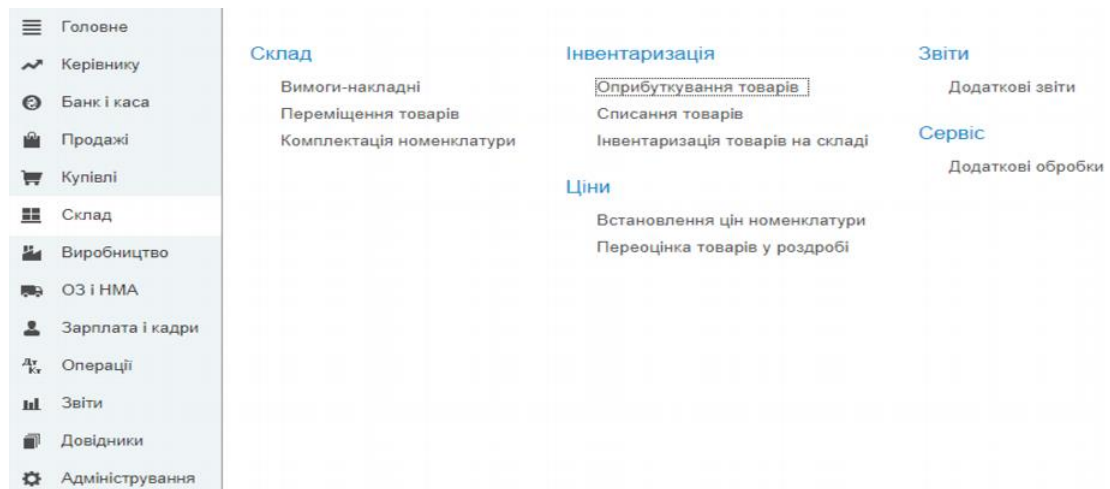 Головне
Керівнику
Банк і каса
Продажі
Купівлі
Склад
Виробництво
ОЗ і НМА
Зарплата і кадри
Дт Кт Операції
Звіти
Довідники
Адміністрування
Склад
Вимоги-накладні
Переміщення товарів
Комплектація номенклатури
Інвентаризація
Оприбуткування товарів
Списання товарів
Інвентаризація товарів на складі
Ціни
Встановлення цін номенклатури
Переоцінка товарів у роздробі
Звіти
Додаткові звіти
Сервіс
Додаткові обробки